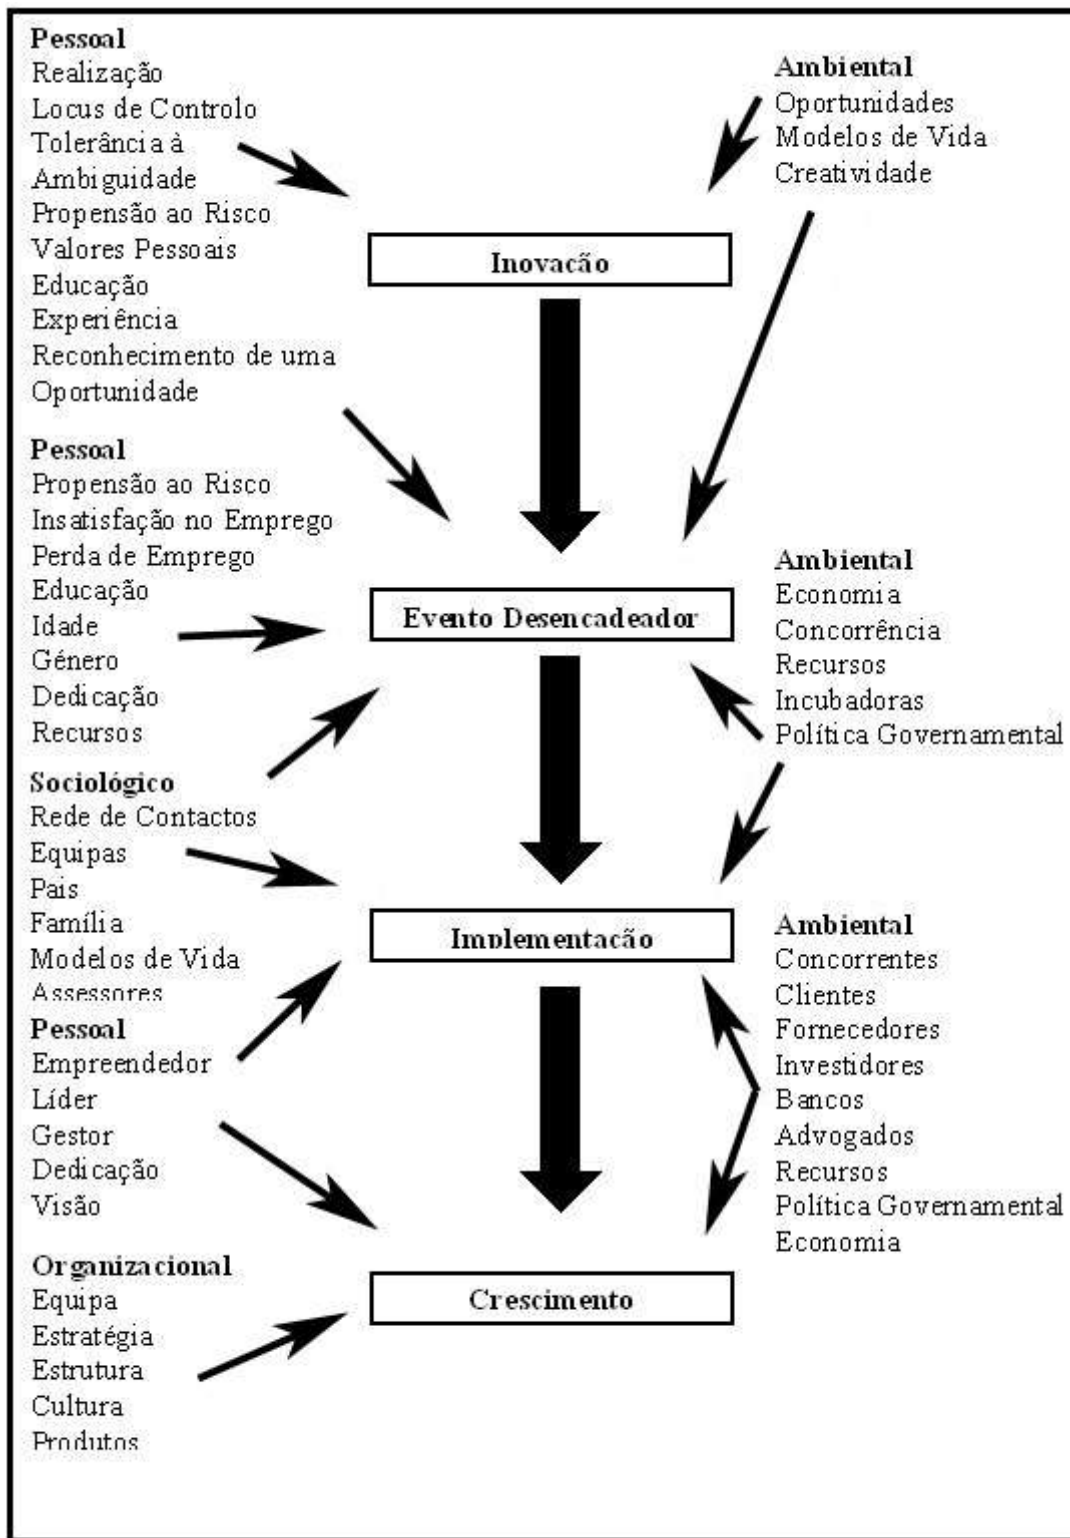 Pessoal
Realização
Locus de Controlo
Tolerância à
Ambiguidade
Propensão ao Risco
Valores Pessoais
Educação
Experiência
Reconhecimento de uma
Oportunidade
Ambiental
Oportunidades
Modelos de Vida
Creatividade
Inovação
Pessoal
Propensão ao Risco
Insatisfação no Emprego
Perda de Emprego
Educação
Idade
Género
Dedicação
Recursos
Evento Desencadeador
Ambiental
Economia
Concorrência
Recursos
Incubadoras
Política Governamental
Sociológico
Rede de Contactos
Equipas
Pais
Família
Modelos de Vida
Assessores
Implementação
Pessoal
Empreendedor
Líder
Gestor
Dedicação
Visão
Ambiental
Concorrentes
Clientes
Fornecedores
Investidores
Bancos
Advogados
Recursos
Política Governamental
Economia
Organizacional
Equipa
Estratégia
Estrutura
Cultura
Produtos
Crescimento